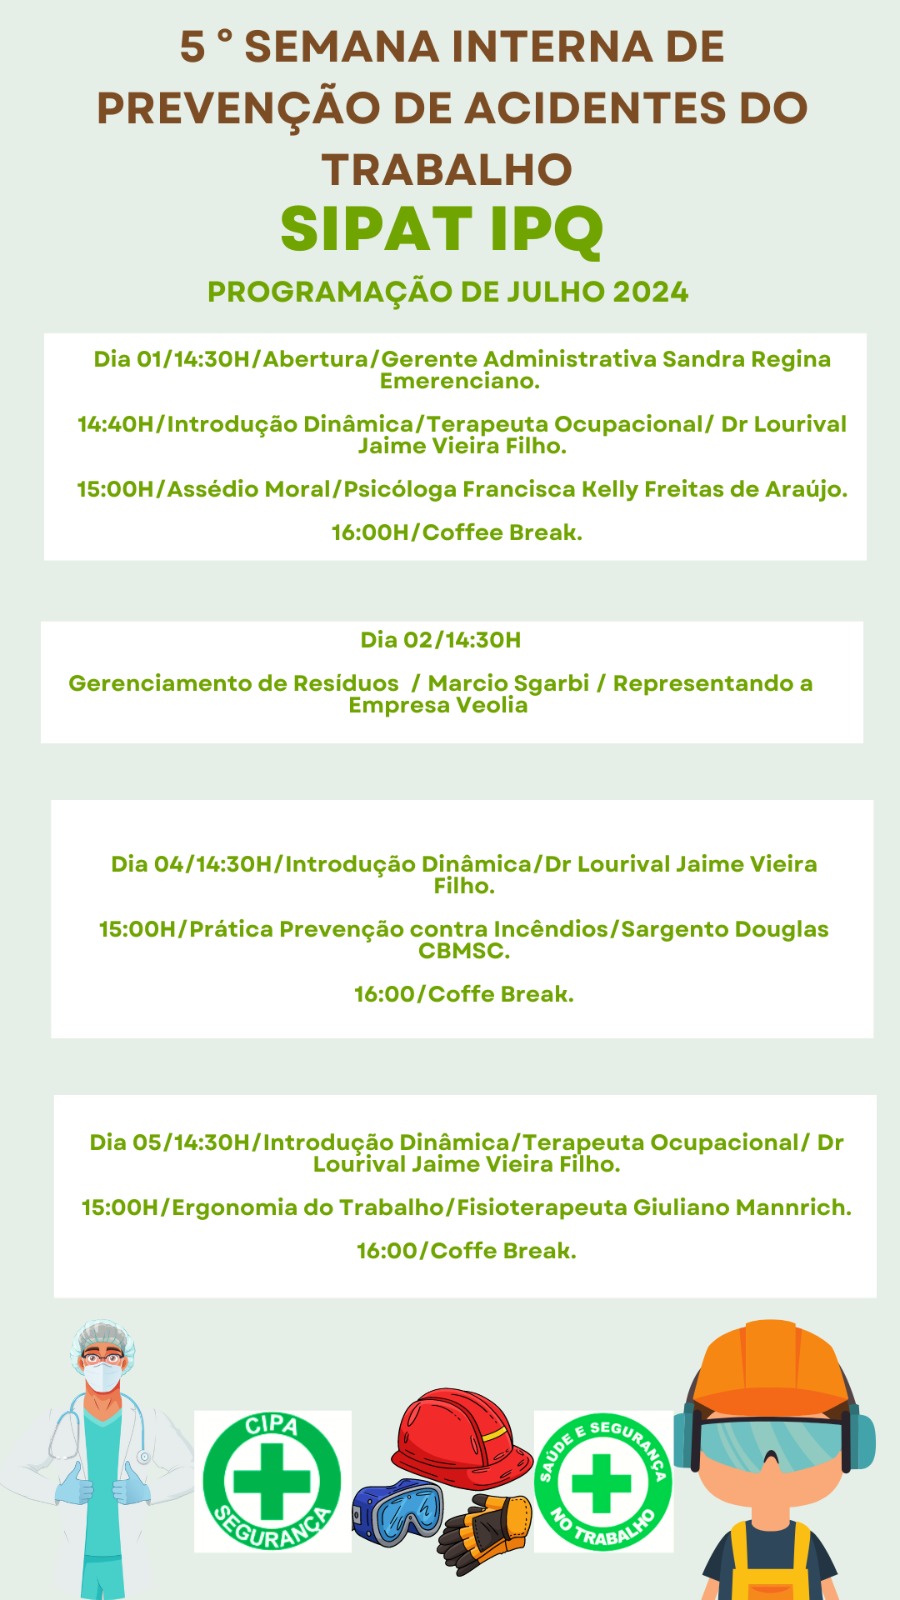 5 ° SEMANA INTERNA DE
PREVENÇÃO DE ACIDENTES DO
TRABALHO
SIPAT IPQ
PROGRAMAÇÃO DE JULHO 2024
Dia 01/14:30H/Abertura/Gerente Administrativa Sandra Regina
Emerenciano.
14:40H/Introdução Dinâmica/Terapeuta Ocupacional/ Dr Lourival
Jaime Vieira Filho.
15:00H/Assédio Moral/Psicóloga Francisca Kelly Freitas de Araújo.
16:00H/Coffee Break.
Dia 02/14:30H
Gerenciamento de Resíduos  / Marcio Sgarbi / Representando a
Empresa Veolia
Dia 04/14:30H/Introdução Dinâmica/Dr Lourival Jaime Vieira
Filho.
15:00H/Prática Prevenção contra Incêndios/Sargento Douglas
CBMSC.
16:00/Coffe Break.
Dia 05/14:30H/Introdução Dinâmica/Terapeuta Ocupacional/ Dr
Lourival Jaime Vieira Filho.
15:00H/Ergonomia do Trabalho/Fisioterapeuta Giuliano Mannrich.
16:00/Coffe Break.
CIPA
SEGURANÇA
SAÚDE E SEGURANÇA
NO TRABALHO